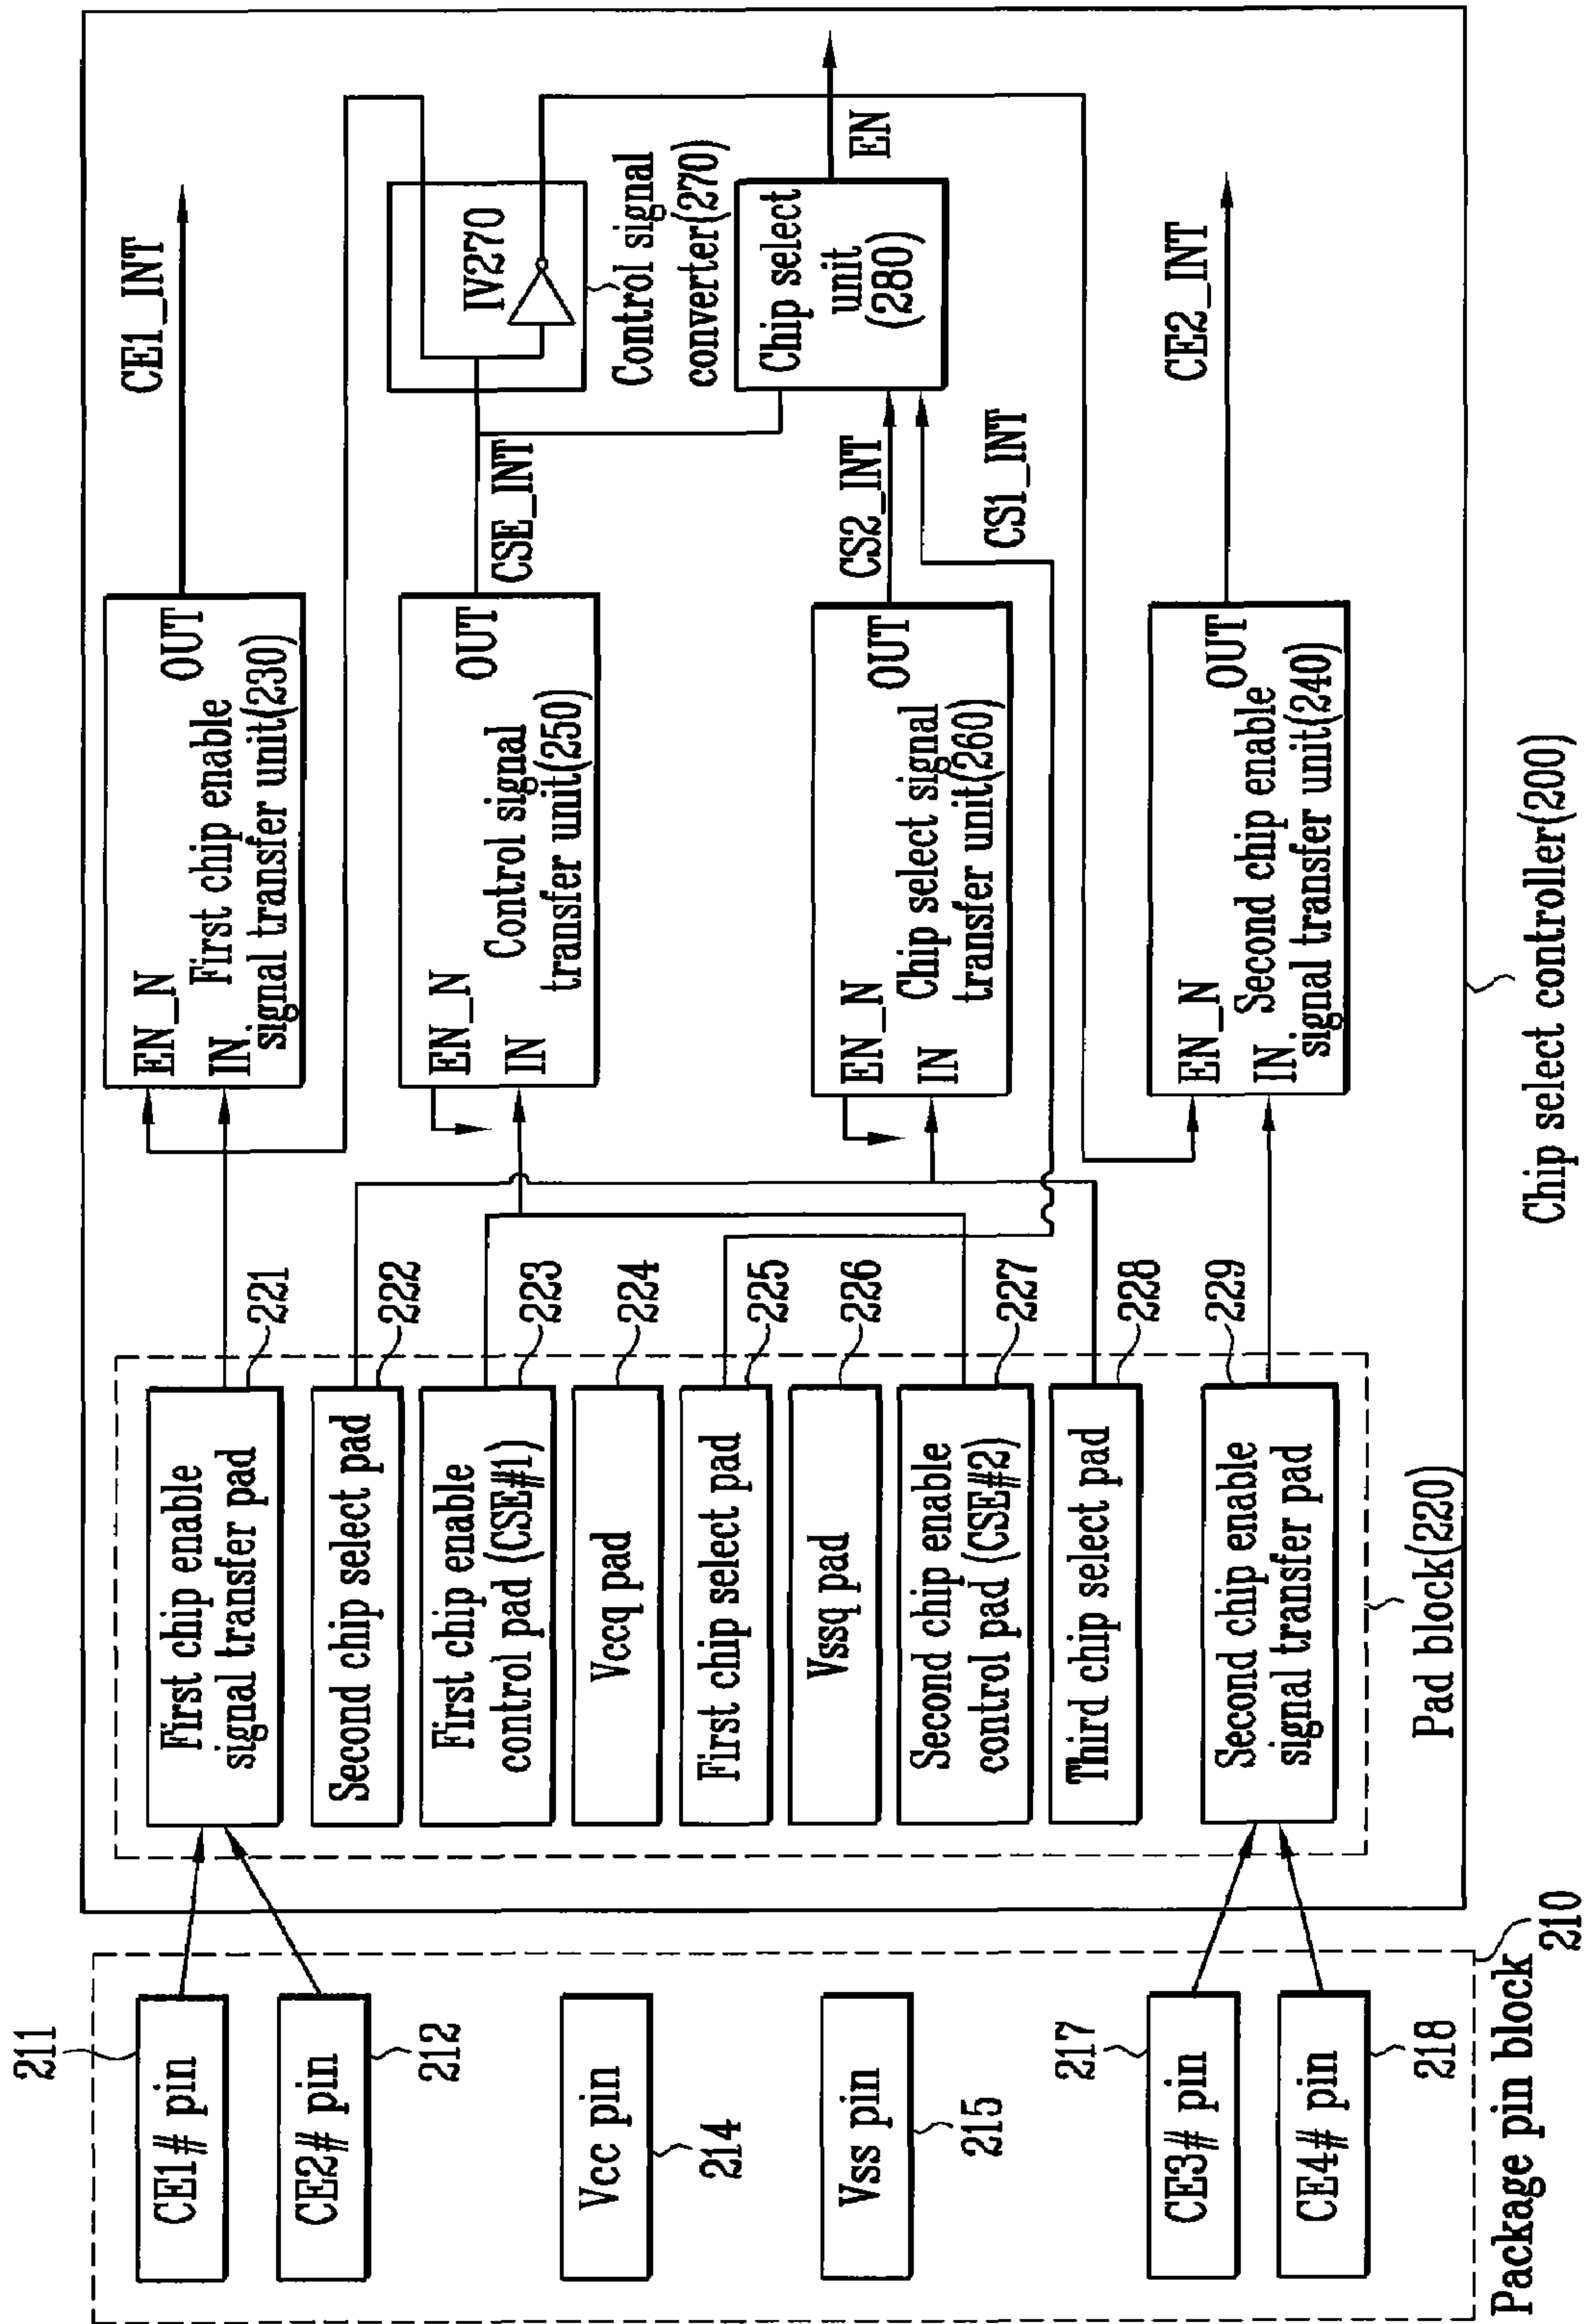 Package pin block
210
211
CE1# pin
CE2# pin
212
Vcc pin
214
Vss pin
215
217
CE3# pin
CE4# pin
218
First chip enable
signal transfer pad
221
Second chip select pad
222
First chip enable
control pad (CSE#1)
223
Vccq pad
224
First chip select pad
225
Vssq pad
226
Second chip enable
control pad (CSE#2)
227
Third chip select pad
228
Second chip enable
signal transfer pad
229
Pad block(220)
EN_N
IN
First chip enable
signal transfer unit(230)
OUT
CE1_INT
EN_N
IN
Control signal
transfer unit(250)
OUT
CSE_INT
IV270
Control signal
converter(270)
EN_N
IN
Chip select signal
transfer unit(260)
OUT
CS2_INT
CS1_INT
Chip select
unit
(280)
EN
EN_N
IN
Second chip enable
signal transfer unit(240)
OUT
CE2_INT
Chip select controller(200)